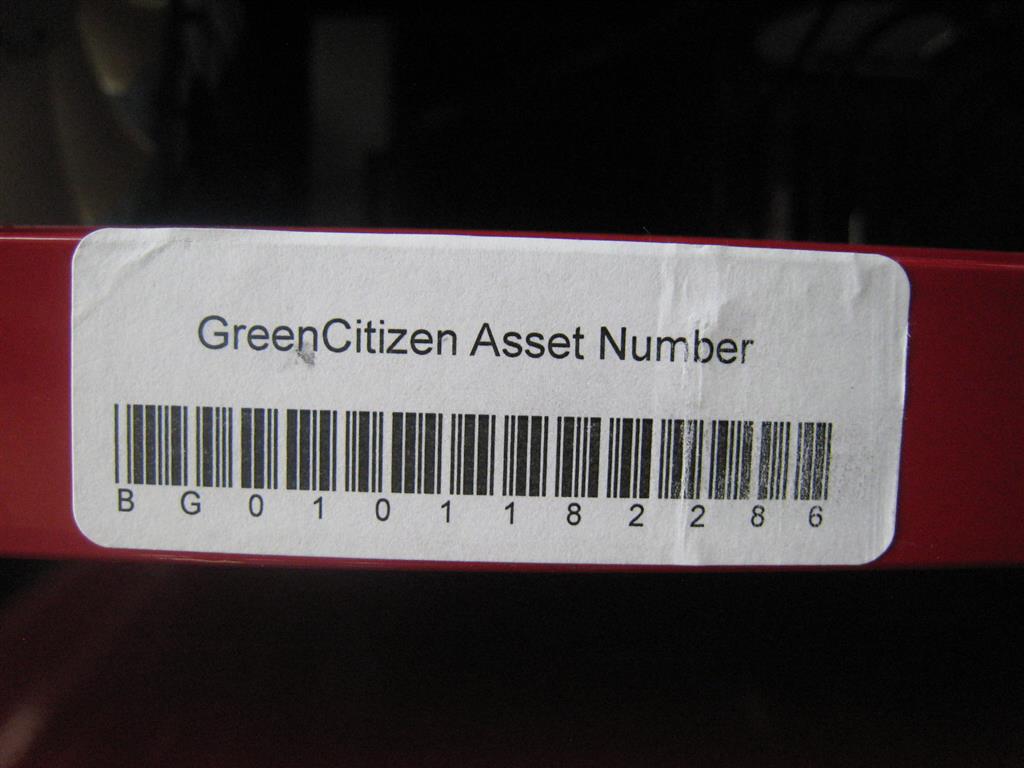 GreenCitizen Asset Number
B G 0 1 0 1 1 8 2 2 8 6